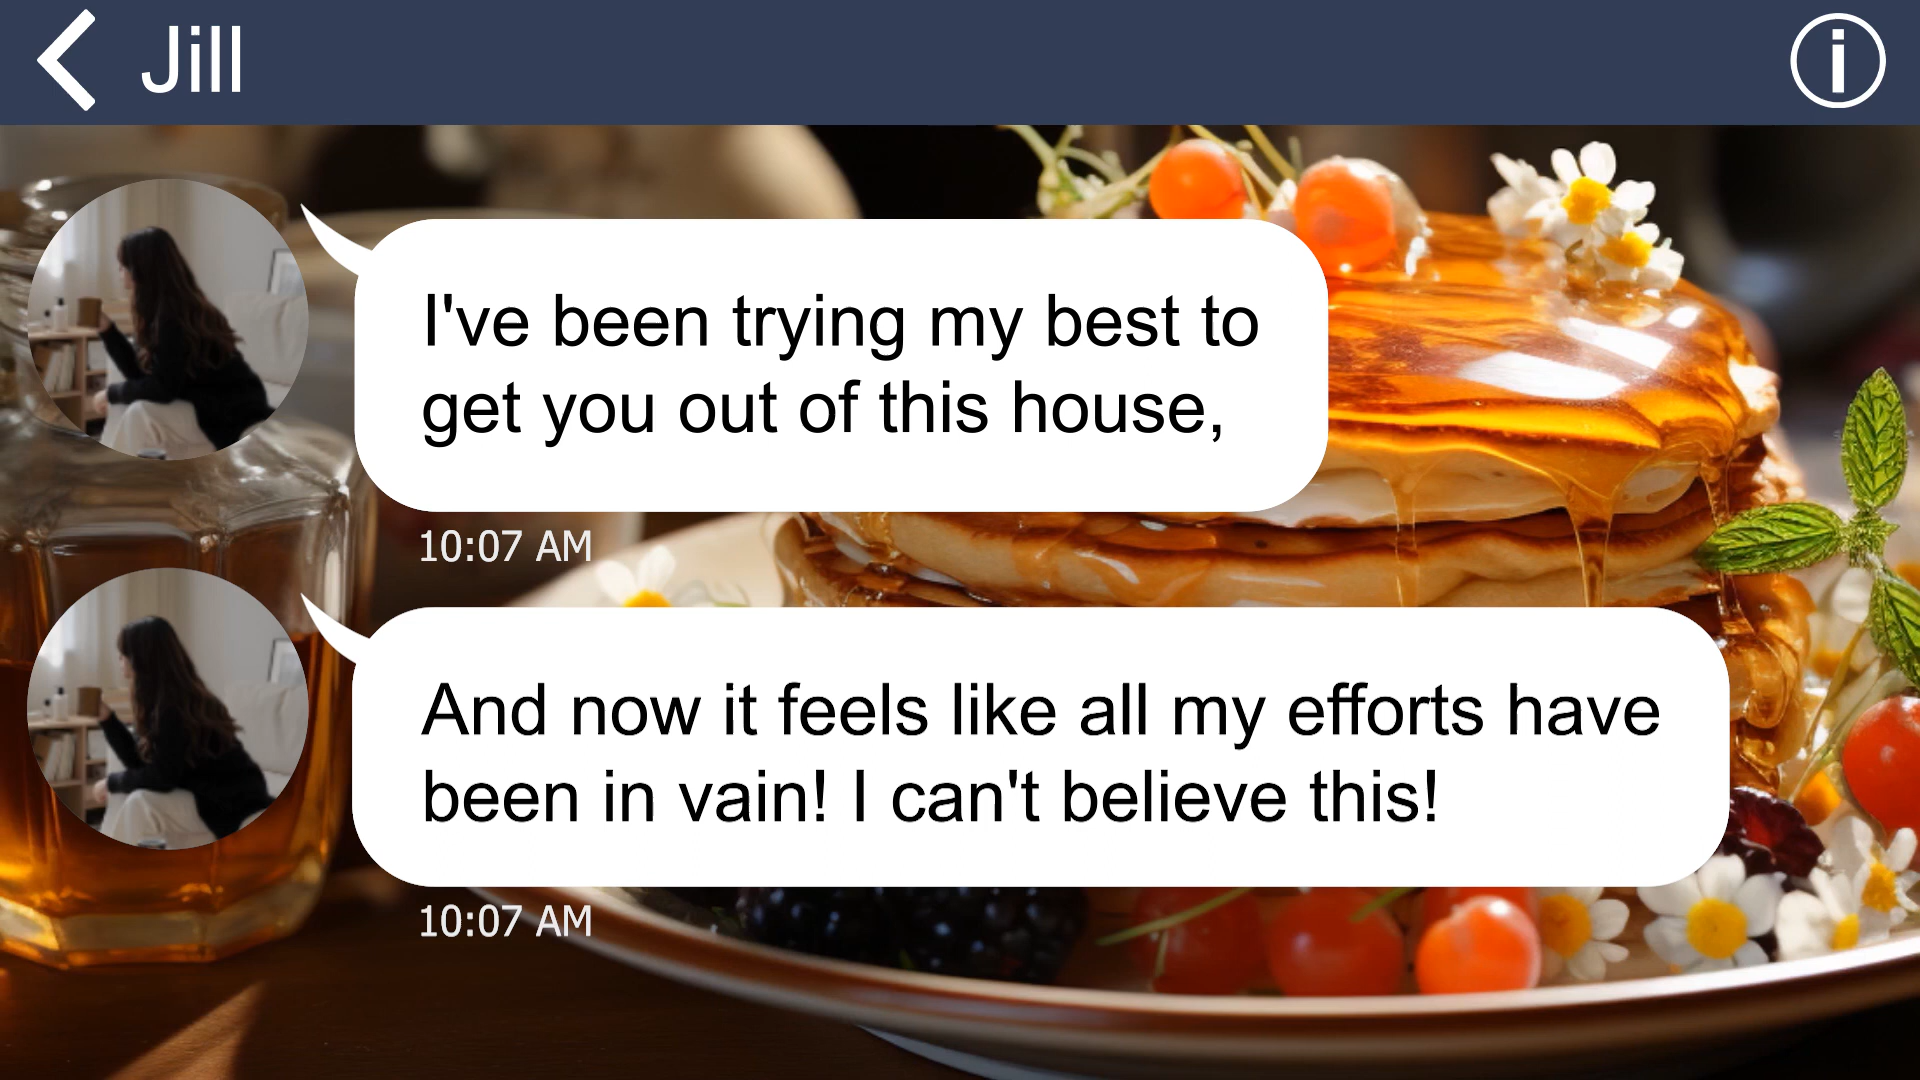 Jill
I've been trying my best to
get you out of this house,
10:07 AM
And now it feels like all my efforts have
been in vain! I can't believe this!
10:07 AM